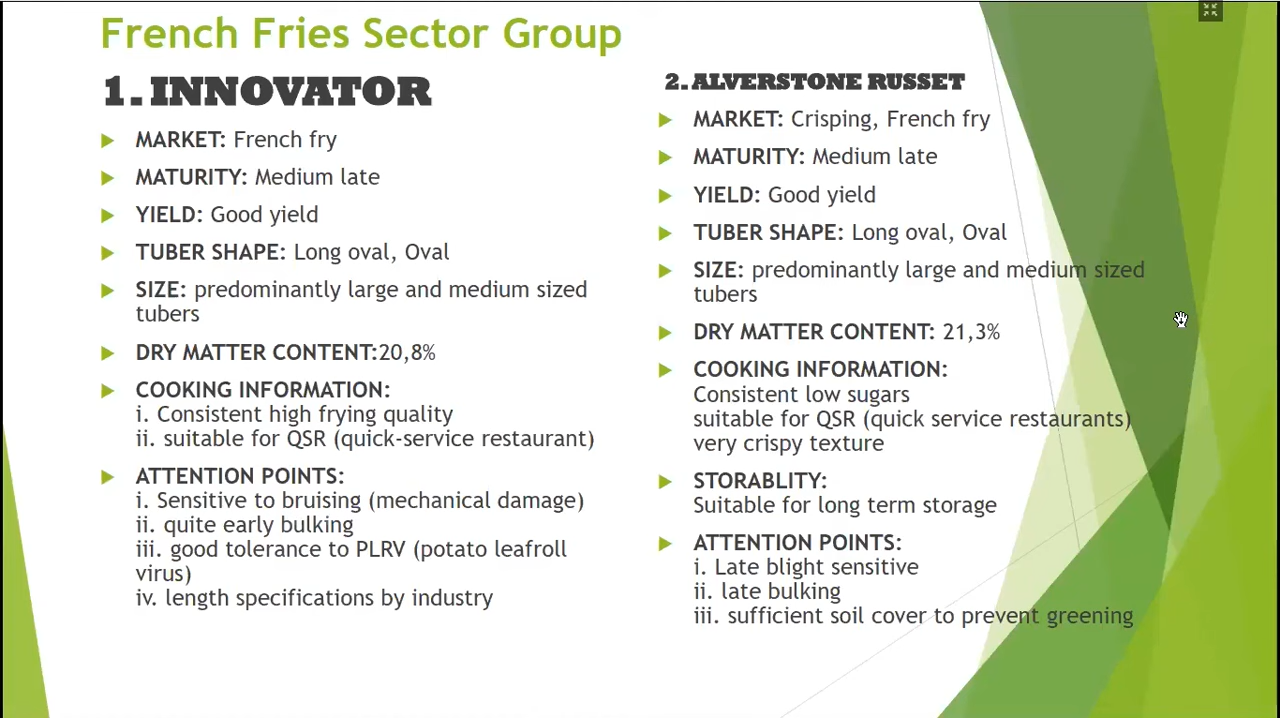 French Fries Sector Group
1. INNOVATOR
MARKET: French fry
MATURITY: Medium late
YIELD: Good yield
TUBER SHAPE: Long oval, Oval
SIZE: predominantly large and medium sized
tubers
DRY MATTER CONTENT:20,8%
COOKING INFORMATION:
i. Consistent high frying quality
ii. suitable for QSR (quick-service restaurant)
ATTENTION POINTS:
i. Sensitive to bruising (mechanical damage)
ii. quite early bulking
iii. good tolerance to PLRV (potato leafroll
virus)
iv. length specifications by industry
2. ALVERSTONE RUSSET
MARKET: Crisping, French fry
MATURITY: Medium late
YIELD: Good yield
TUBER SHAPE: Long oval, Oval
SIZE: predominantly large and medium sized
tubers
DRY MATTER CONTENT: 21,3%
COOKING INFORMATION:
Consistent low sugars
suitable for QSR (quick service restaurants)
very crispy texture
STORABLITY:
Suitable for long term storage
ATTENTION POINTS:
i. Late blight sensitive
ii. late bulking
iii. sufficient soil cover to prevent greening